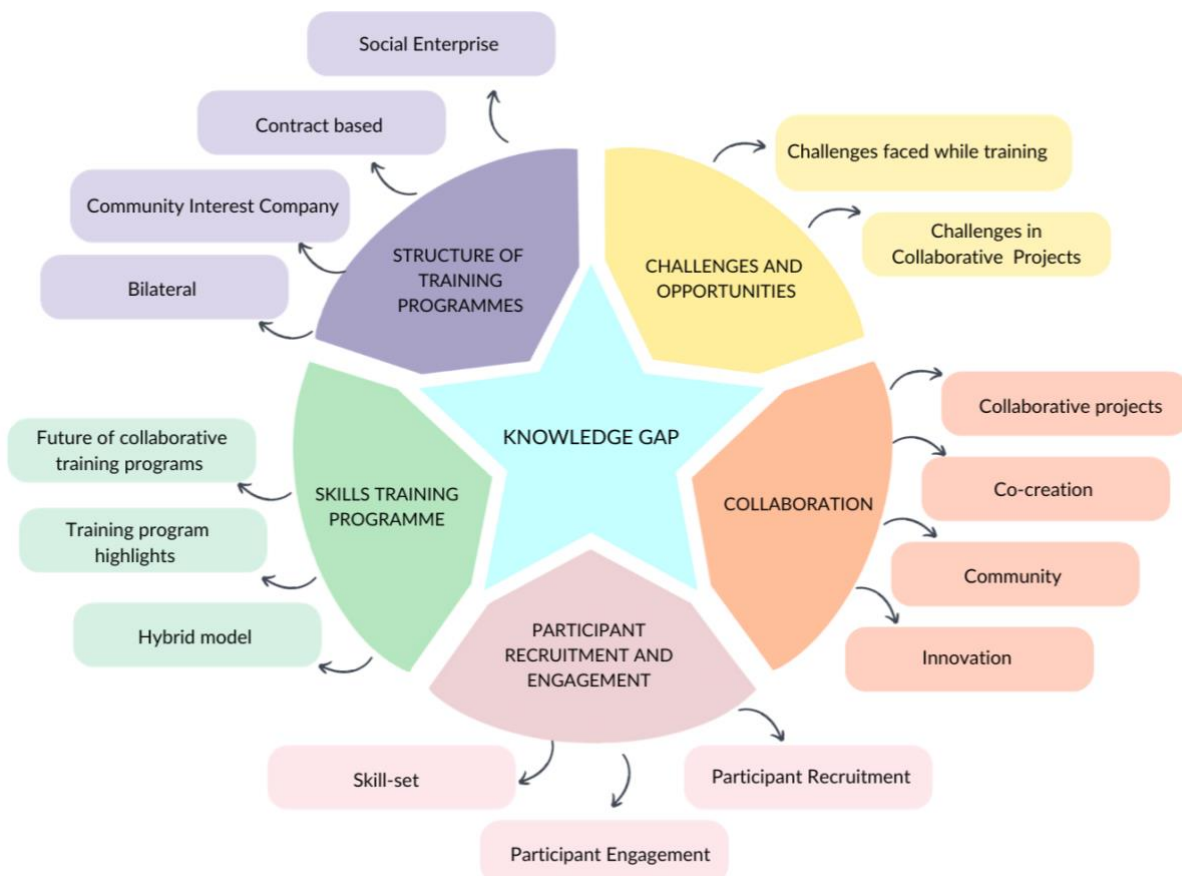 Social Enterprise
Contract based
Community Interest Company
Bilateral
STRUCTURE OF
TRAINING
PROGRAMMES
Challenges faced while training
Challenges in
Collaborative Projects
CHALLENGES AND
OPPORTUNITIES
KNOWLEDGE GAP
Collaborative projects
Co-creation
Community
Innovation
COLLABORATION
Future of collaborative
training programs
Training program
highlights
Hybrid model
SKILLS TRAINING
PROGRAMME
PARTICIPANT
RECRUITMENT AND
ENGAGEMENT
Skill-set
Participant Engagement
Participant Recruitment